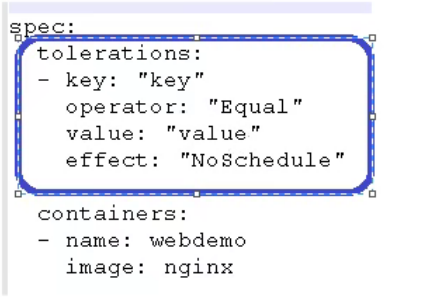 spec:
  tolerations:
  - key: "key"
    operator: "Equal"
    value: "value"
    effect: "NoSchedule"
  containers:
  - name: webdemo
    image: nginx